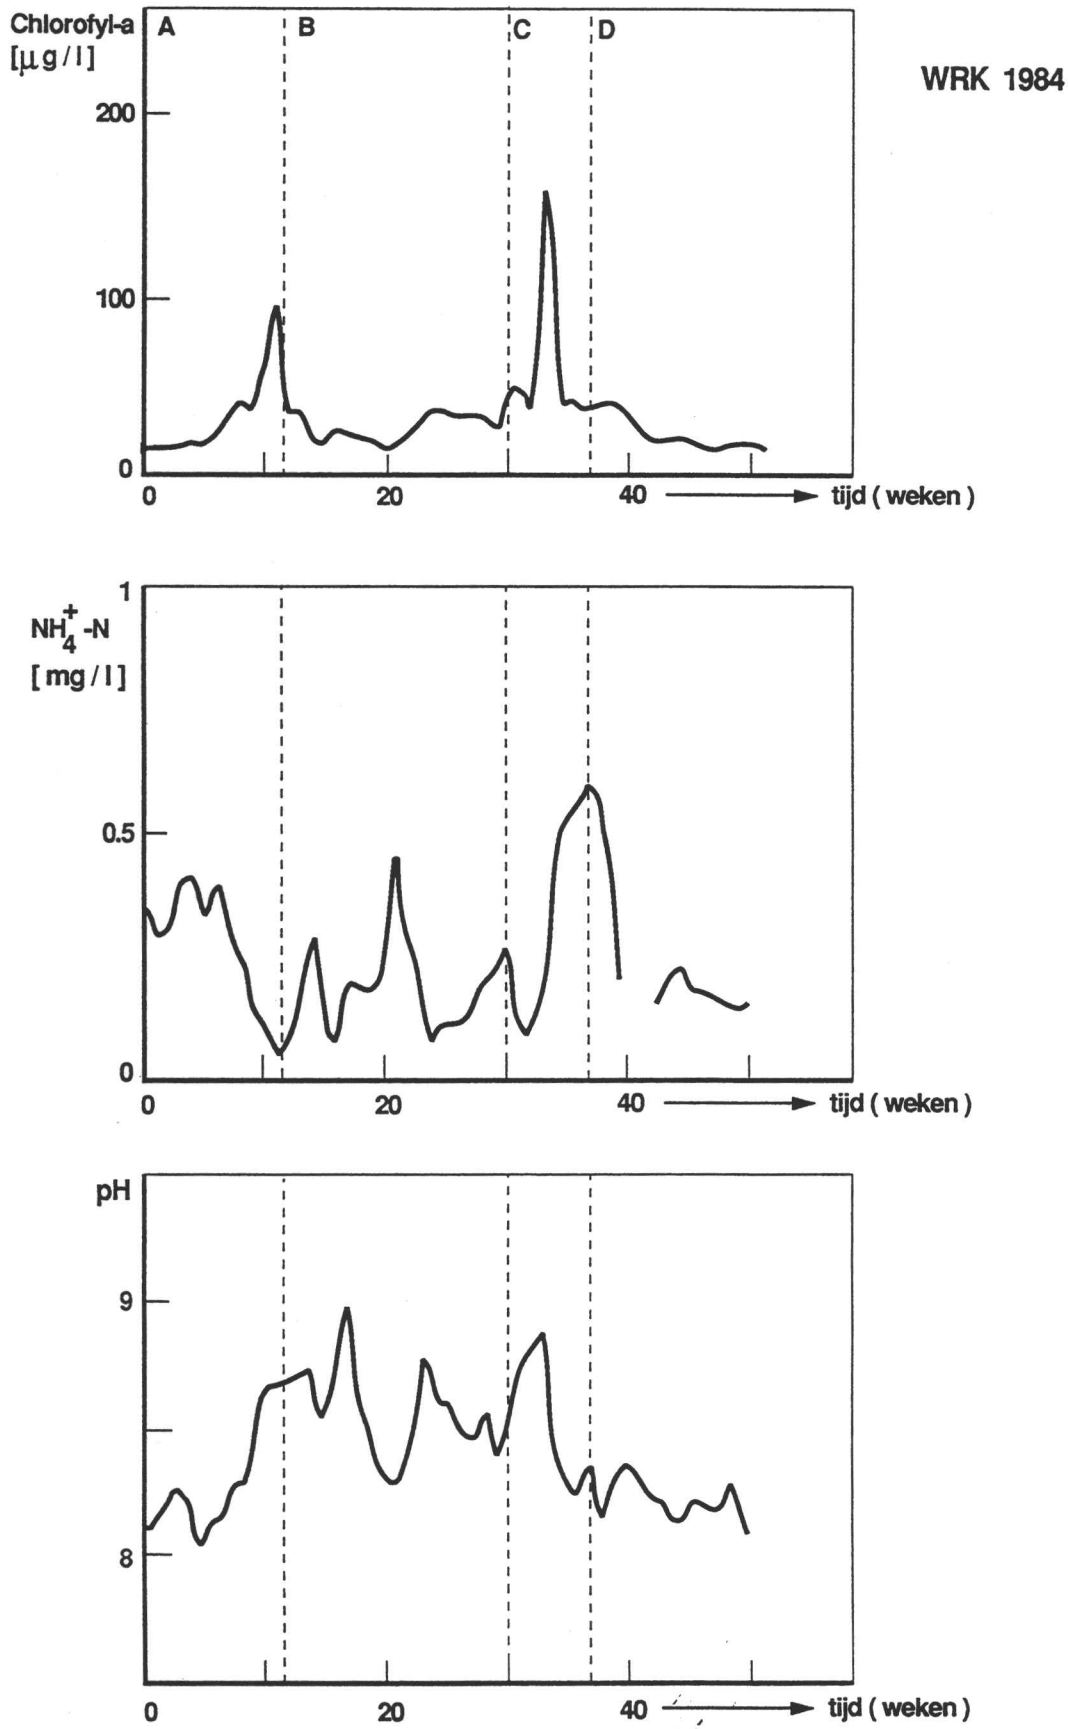 Chlorofyl-a A B C D
[μg/l]
WRK 1984
200
100
0
0 20 40 tijd ( weken )
1
NH₄⁺-N
[mg/l]
0.5
0
0 20 40 tijd ( weken )
pH
9
8
0 20 40 tijd ( weken )